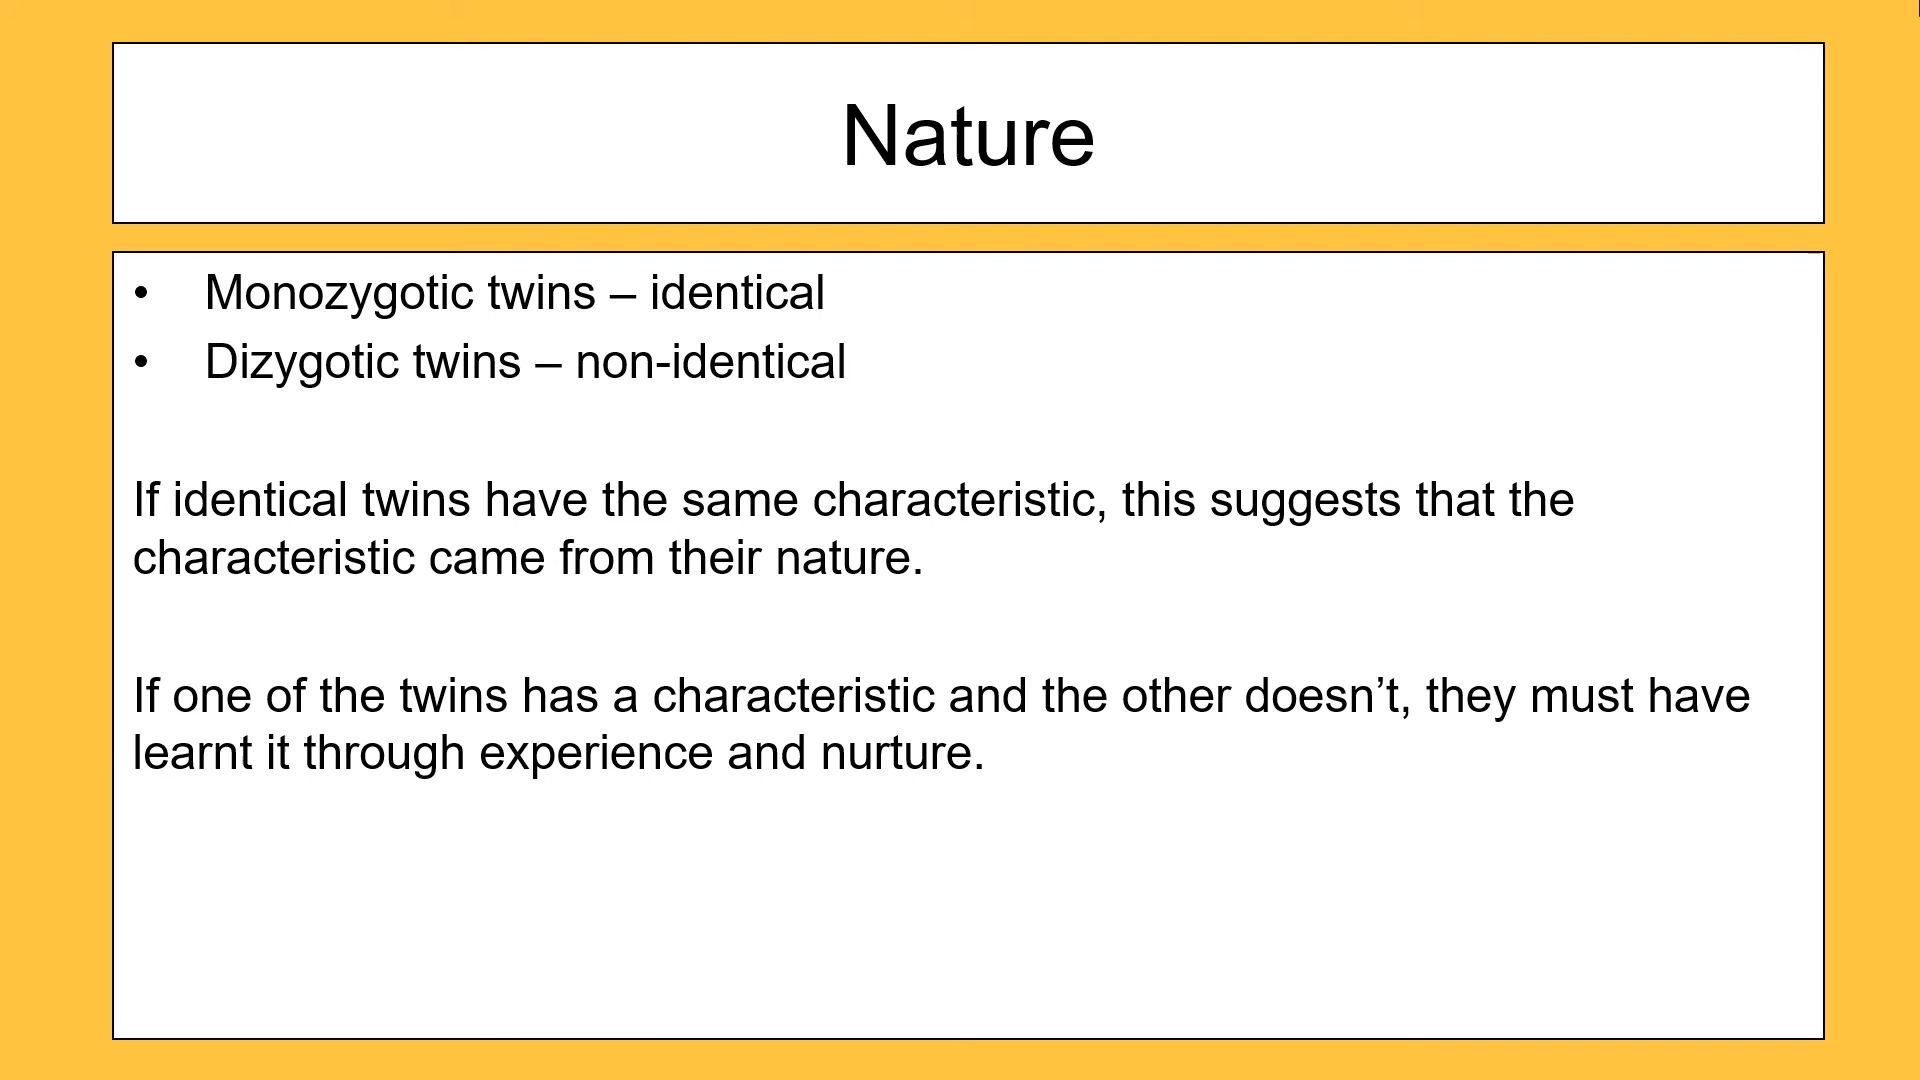 Nature
• Monozygotic twins – identical
• Dizygotic twins – non-identical
If identical twins have the same characteristic, this suggests that the
characteristic came from their nature.
If one of the twins has a characteristic and the other doesn’t, they must have
learnt it through experience and nurture.